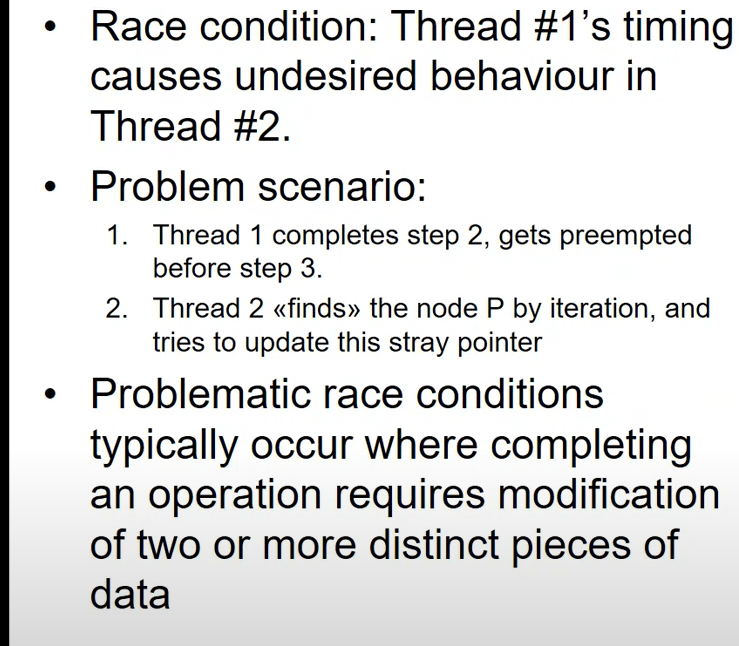 • Race condition: Thread #1’s timing
causes undesired behaviour in
Thread #2.
• Problem scenario:
1. Thread 1 completes step 2, gets preempted
before step 3.
2. Thread 2 «finds» the node P by iteration, and
tries to update this stray pointer
• Problematic race conditions
typically occur where completing
an operation requires modification
of two or more distinct pieces of
data